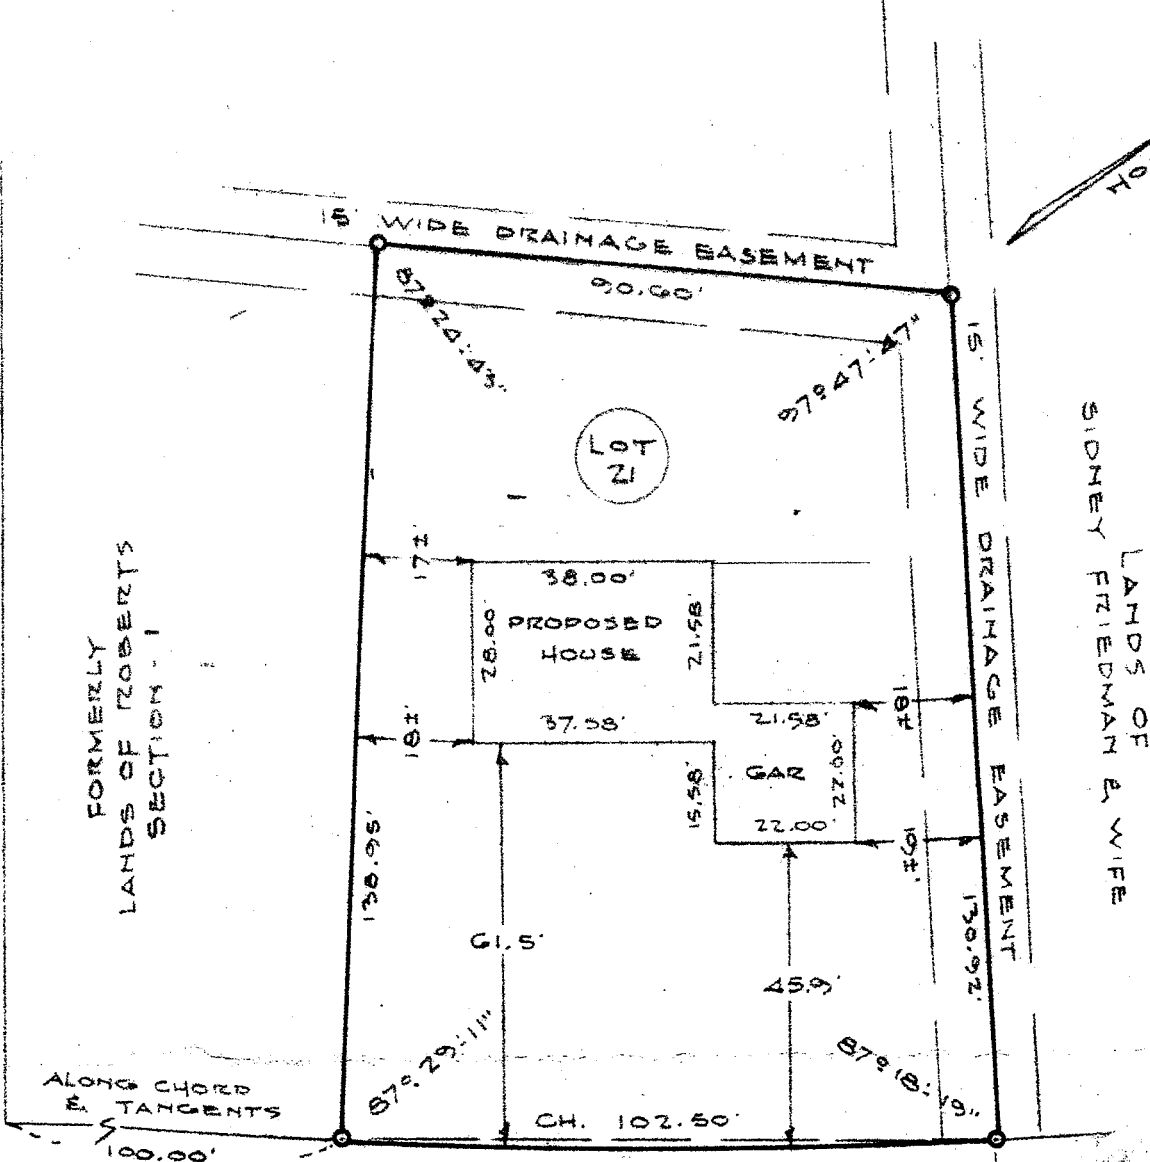 15' WIDE DRAINAGE EASEMENT
90.60'
87° 24' 43"
97° 47' 47"
15' WIDE DRAINAGE EASEMENT
LOT
21
LANDS OF
SIDNEY FRIEDMAN & WIFE
FORMERLY
LANDS OF ROBERTS
SECTION - 1
17±'
38.00'
28.00
PROPOSED
HOUSE
21.58'
18±'
37.58'
21.58'
18±'
GAR
22.00'
15.58'
22.00'
19±'
138.95'
130.92'
61.5'
45.9'
87° 29' 11"
87° 18' 19"
ALONG CHORD
& TANGENTS
100.00'
CH. 102.50'